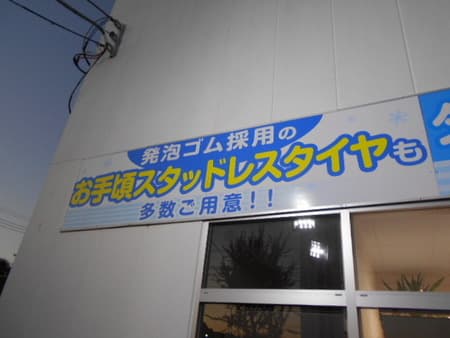 発泡ゴム採用の
お手頃スタッドレスタイヤも
多数ご用意!!